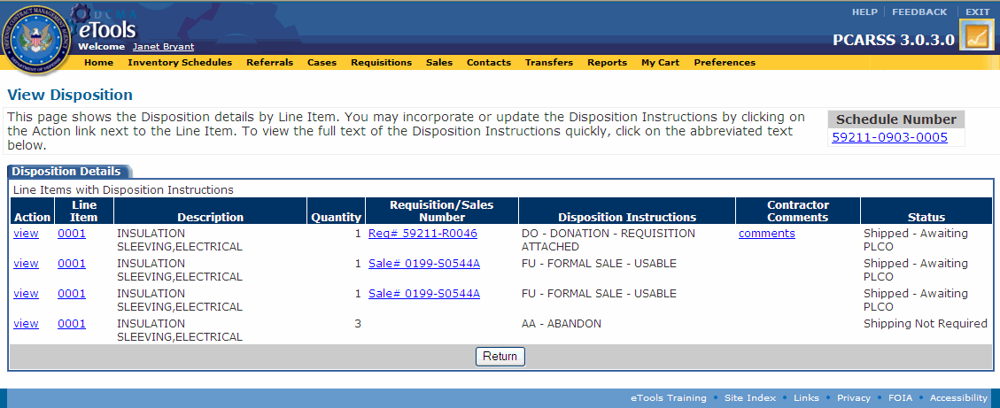 HELP | FEEDBACK | EXIT
DCMA
eTools
Welcome Janet Bryant
PCARSS 3.0.3.0
Home Inventory Schedules Referrals Cases Requisitions Sales Contacts Transfers Reports My Cart Preferences
View Disposition
This page shows the Disposition details by Line Item. You may incorporate or update the Disposition Instructions by clicking on
the Action link next to the Line Item. To view the full text of the Disposition Instructions quickly, click on the abbreviated text
below.
Schedule Number
59211-0903-0005
Disposition Details
Line Items with Disposition Instructions
Action Line Item Description Quantity Requisition/Sales Number Disposition Instructions Contractor Comments Status
view 0001 INSULATION SLEEVING,ELECTRICAL 1 Req# 59211-R0046 DO - DONATION - REQUISITION ATTACHED comments Shipped - Awaiting PLCO
view 0001 INSULATION SLEEVING,ELECTRICAL 1 Sale# 0199-S0544A FU - FORMAL SALE - USABLE Shipped - Awaiting PLCO
view 0001 INSULATION SLEEVING,ELECTRICAL 1 Sale# 0199-S0544A FU - FORMAL SALE - USABLE Shipped - Awaiting PLCO
view 0001 INSULATION SLEEVING,ELECTRICAL 3 AA - ABANDON Shipping Not Required
Return
eTools Training • Site Index • Links • Privacy • FOIA • Accessibility